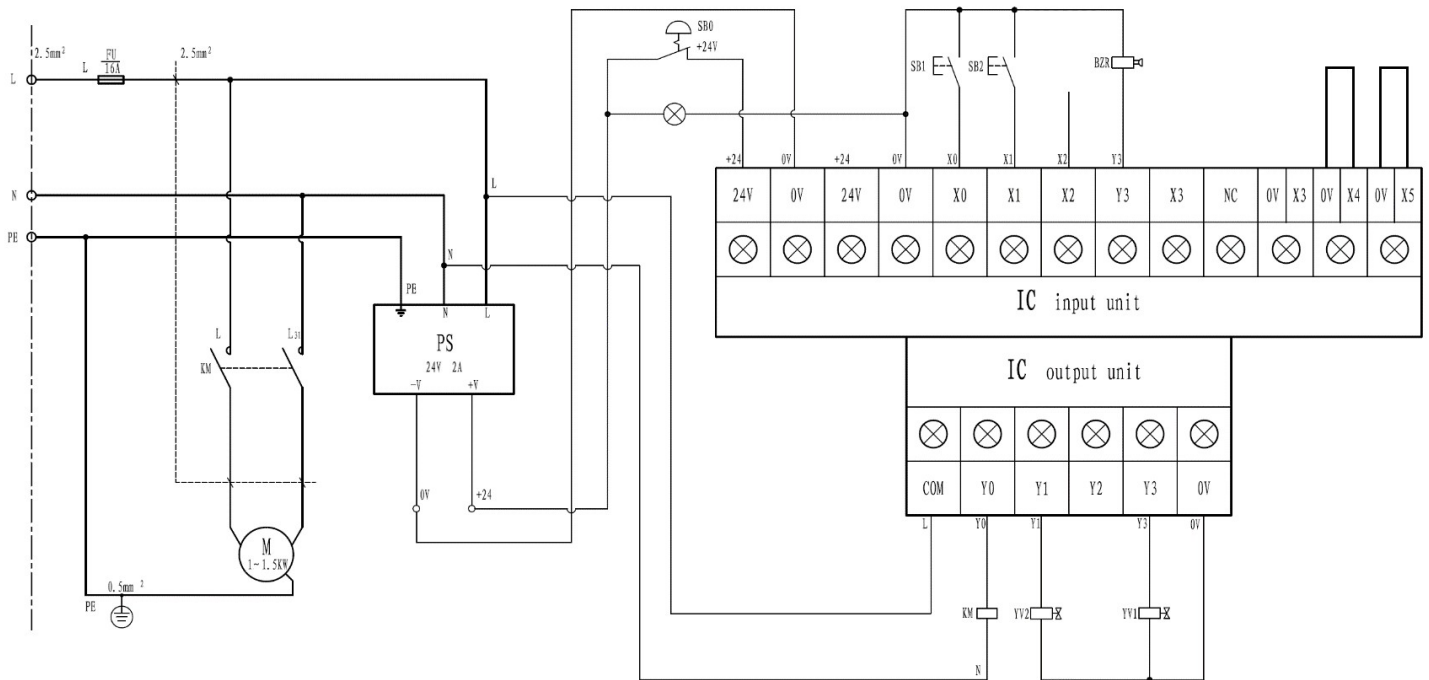 2.5mm²
FU
16A
L
2.5mm²
L
N
PE
SB0
+24V
SB1
SB2
BZR
+24
0V
+24
0V
X0
X1
X2
Y3
24V
0V
24V
0V
X0
X1
X2
Y3
X3
NC
0V
X3
0V
X4
0V
X5
IC input unit
L
N
PE
N
L
PS
24V 2A
-V
+V
L
L31
KM
0V
+24
IC output unit
COM
Y0
Y1
Y2
Y3
0V
L
Y0
Y1
Y3
0V
M
1~1.5KW
0.5mm²
PE
KM
YV2
YV1
N